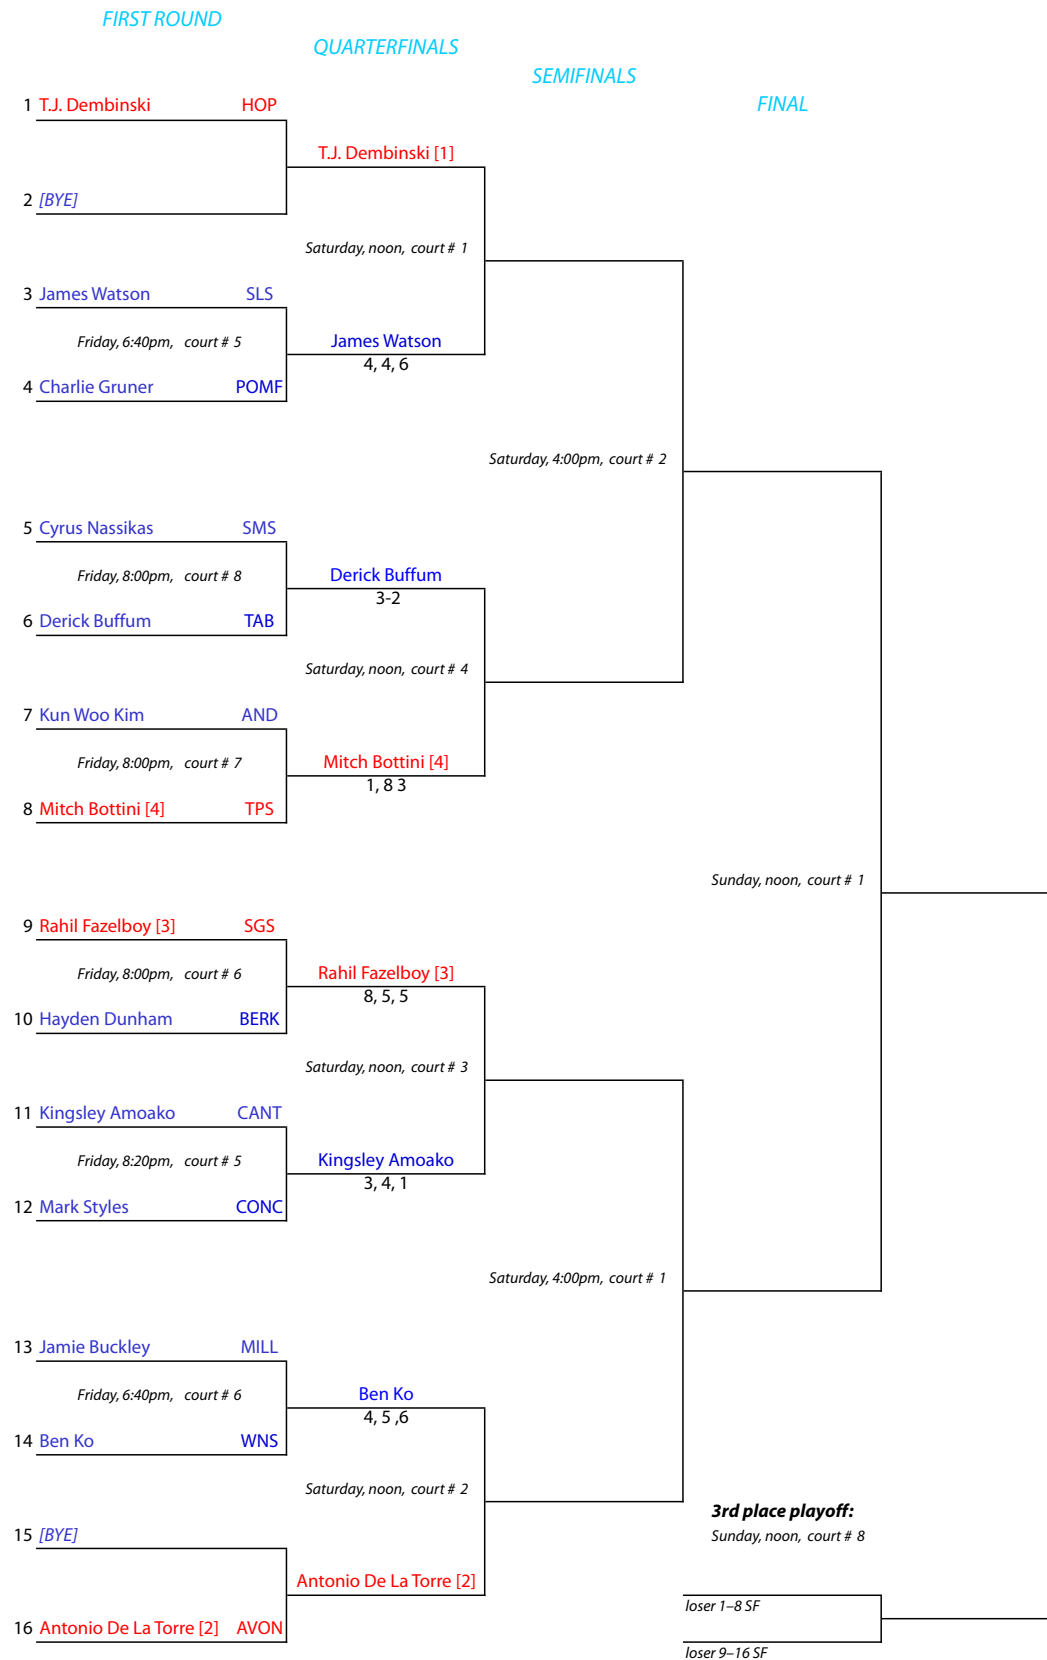 FIRST ROUND
QUARTERFINALS
SEMIFINALS
FINAL
1 T.J. Dembinski HOP
T.J. Dembinski [1]
2 [BYE]
Saturday, noon, court # 1
3 James Watson SLS
Friday, 6:40pm, court # 5
James Watson
4, 4, 6
4 Charlie Gruner POMF
Saturday, 4:00pm, court # 2
5 Cyrus Nassikas SMS
Friday, 8:00pm, court # 8
Derick Buffum
3-2
6 Derick Buffum TAB
Saturday, noon, court # 4
7 Kun Woo Kim AND
Friday, 8:00pm, court # 7
Mitch Bottini [4]
1, 8 3
8 Mitch Bottini [4] TPS
Sunday, noon, court # 1
9 Rahil Fazelboy [3] SGS
Friday, 8:00pm, court # 6
Rahil Fazelboy [3]
8, 5, 5
10 Hayden Dunham BERK
Saturday, noon, court # 3
11 Kingsley Amoako CANT
Friday, 8:20pm, court # 5
Kingsley Amoako
3, 4, 1
12 Mark Styles CONC
Saturday, 4:00pm, court # 1
13 Jamie Buckley MILL
Friday, 6:40pm, court # 6
Ben Ko
4, 5 ,6
14 Ben Ko WNS
Saturday, noon, court # 2
3rd place playoff:
15 [BYE]
Sunday, noon, court # 8
Antonio De La Torre [2]
loser 1–8 SF
16 Antonio De La Torre [2] AVON
loser 9–16 SF